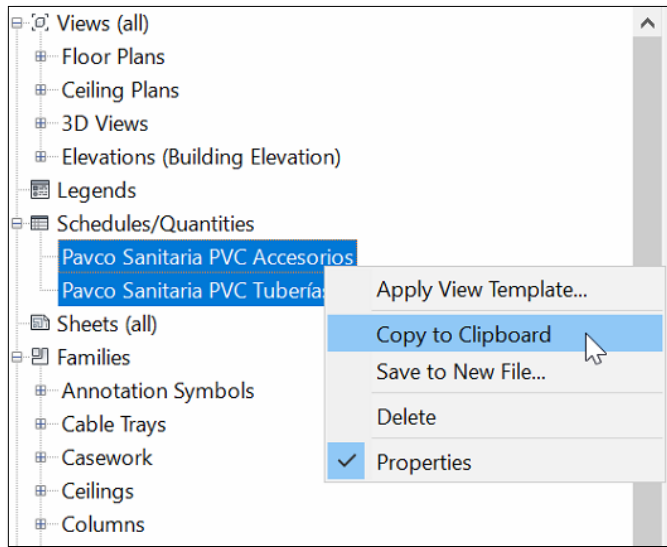 Views (all)
Floor Plans
Ceiling Plans
3D Views
Elevations (Building Elevation)
Legends
Schedules/Quantities
Pavco Sanitaria PVC Accesorios
Pavco Sanitaria PVC Tuberías
Apply View Template...
Copy to Clipboard
Save to New File...
Delete
Properties
Sheets (all)
Families
Annotation Symbols
Cable Trays
Casework
Ceilings
Columns